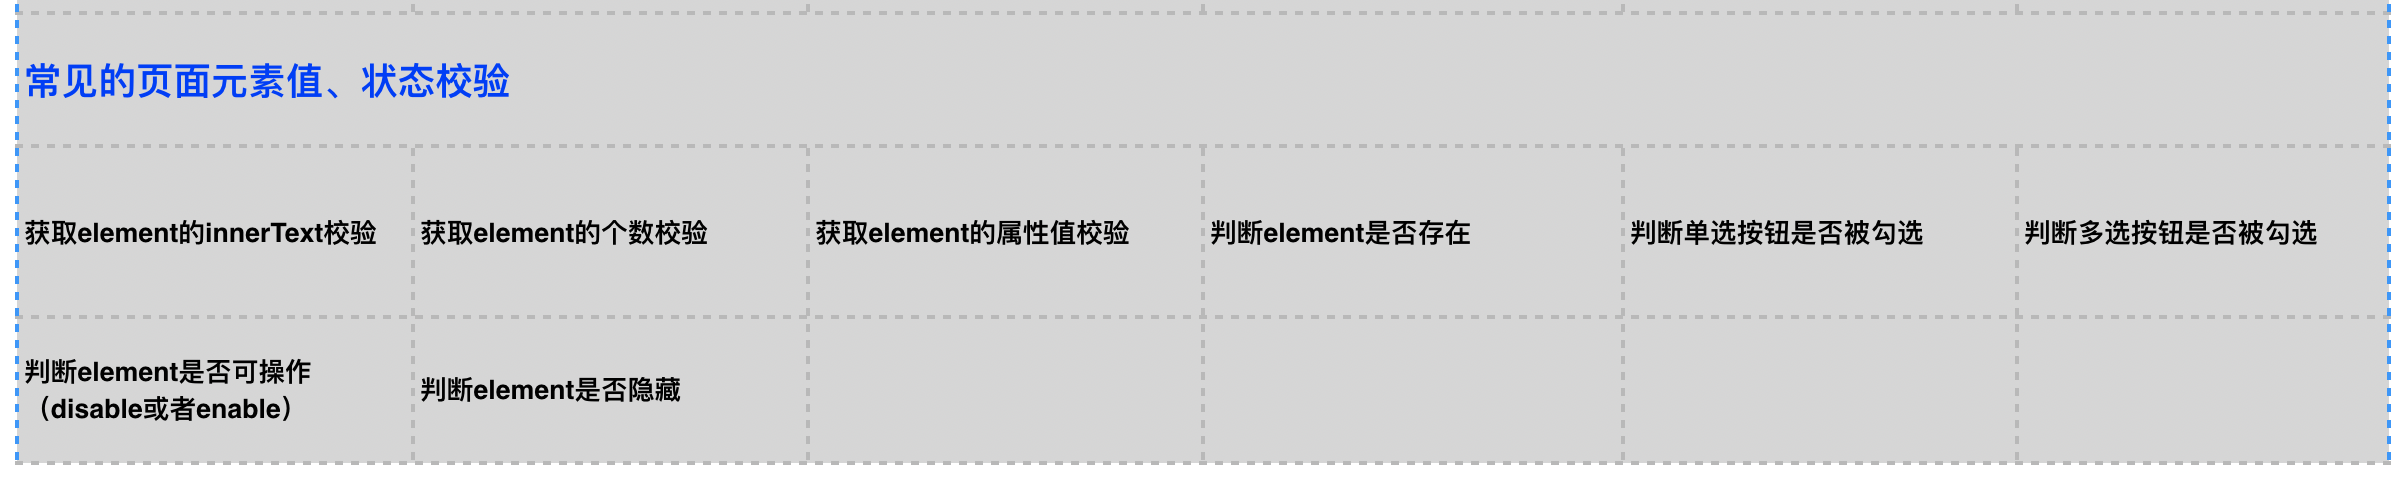 常见的页面元素值、状态校验
获取element的innerText校验
获取element的个数校验
获取element的属性值校验
判断element是否存在
判断单选按钮是否被勾选
判断多选按钮是否被勾选
判断element是否可操作
（disable或者enable）
判断element是否隐藏